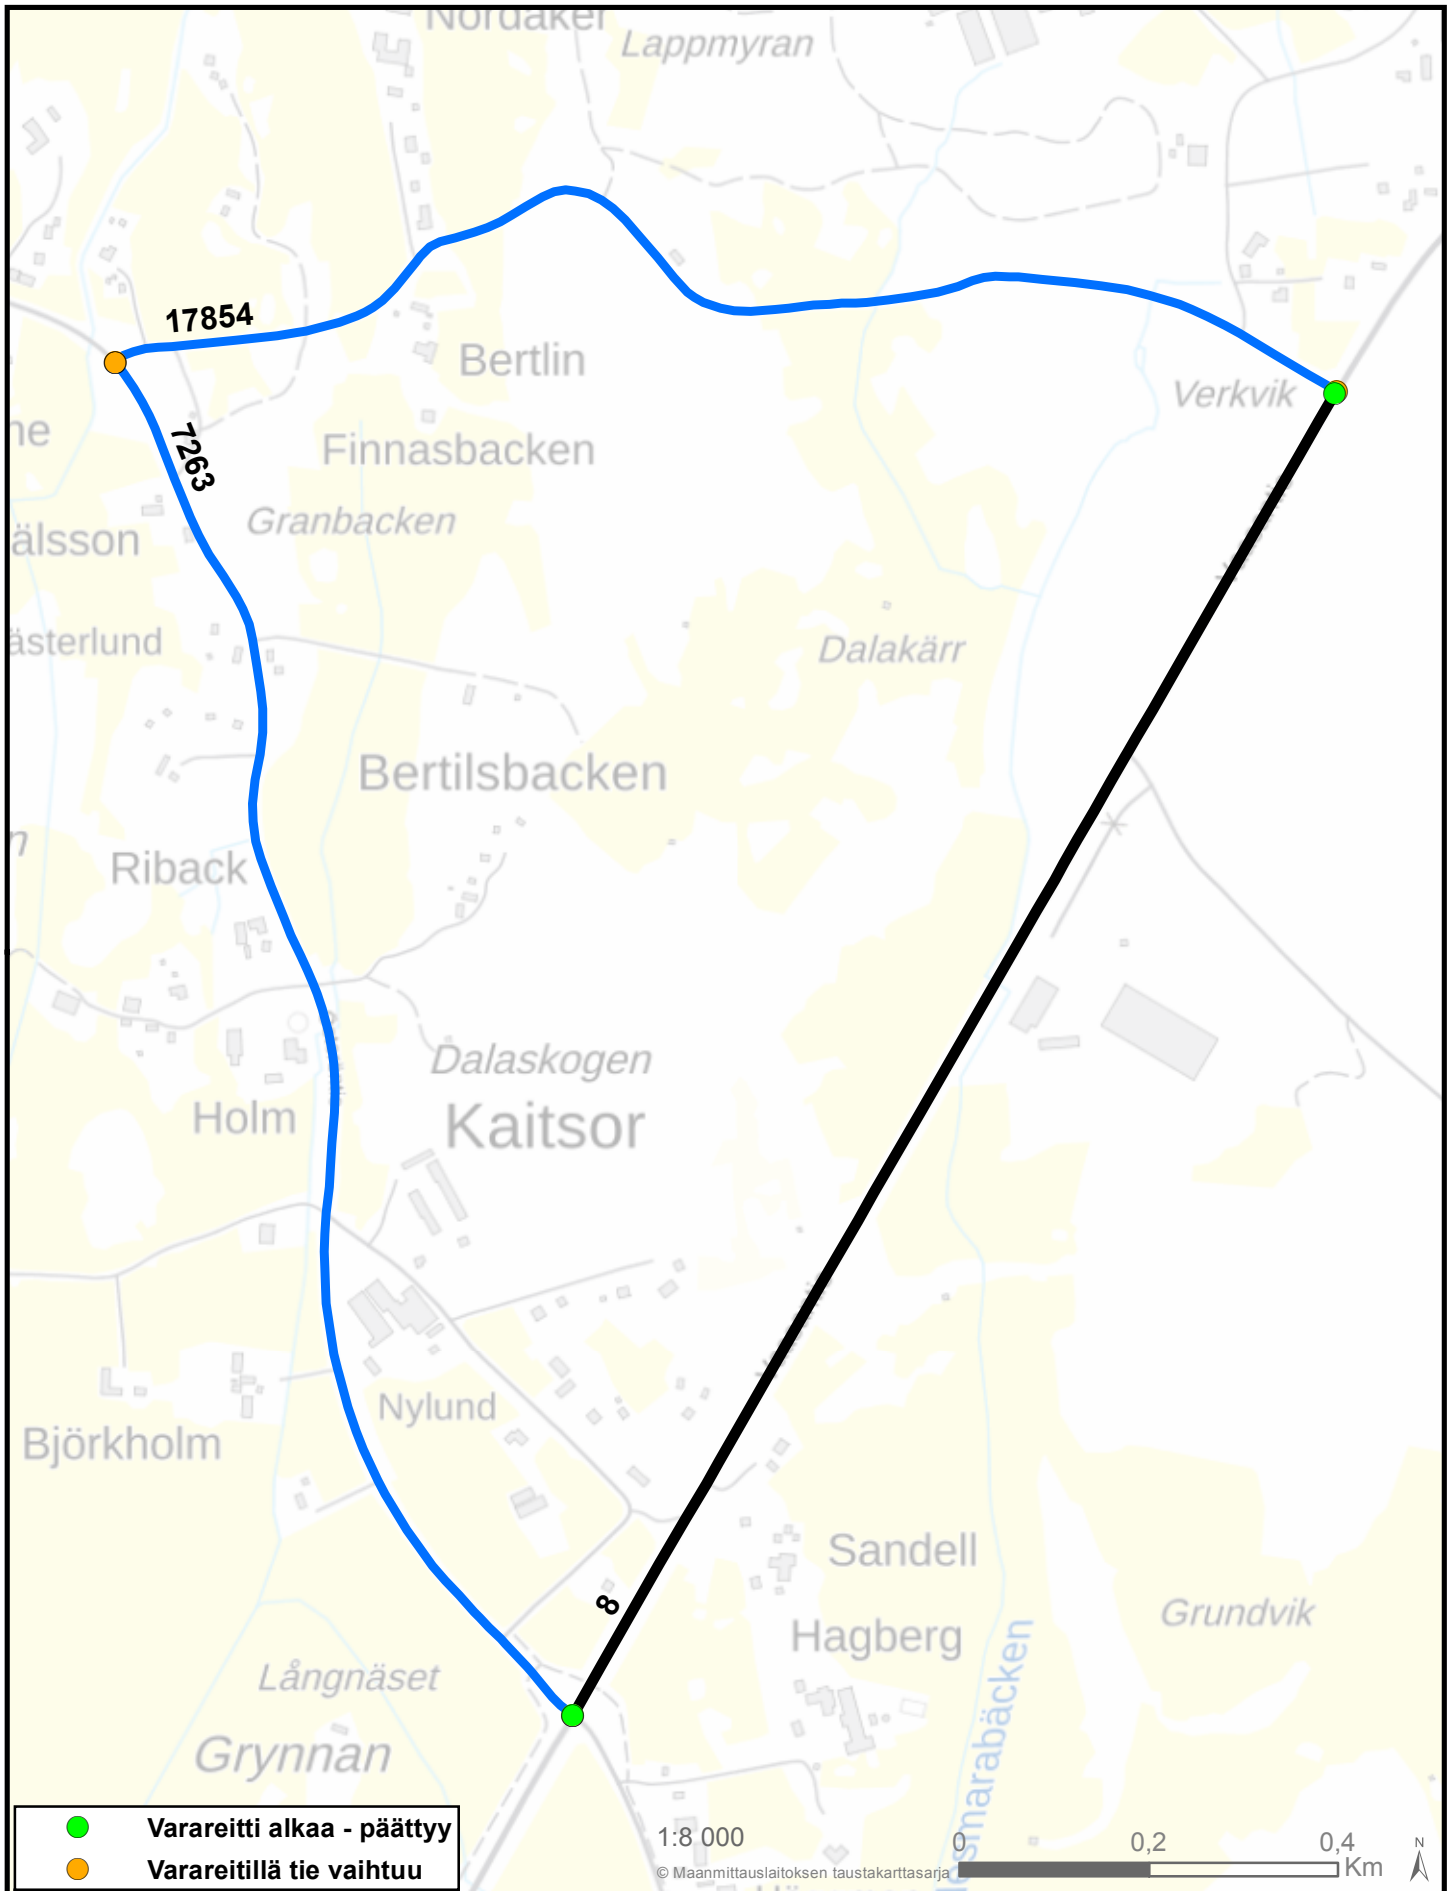 Nordåker
Lappmyran
17854
Bertlin
Verkvik
ne
7263
Finnasbacken
Granbacken
älsson
ästerlund
Dalakärr
Bertilsbacken
n
Riback
Dalaskogen
Kaitsor
Holm
Nylund
Björkholm
Sandell
8
Grundvik
Hagberg
Långnäset
Grynnan
Varareitti alkaa - päättyy
Varareitillä tie vaihtuu
1:8 000
© Maanmittauslaitoksen taustakarttasarja
0 0,2 0,4
Km
N